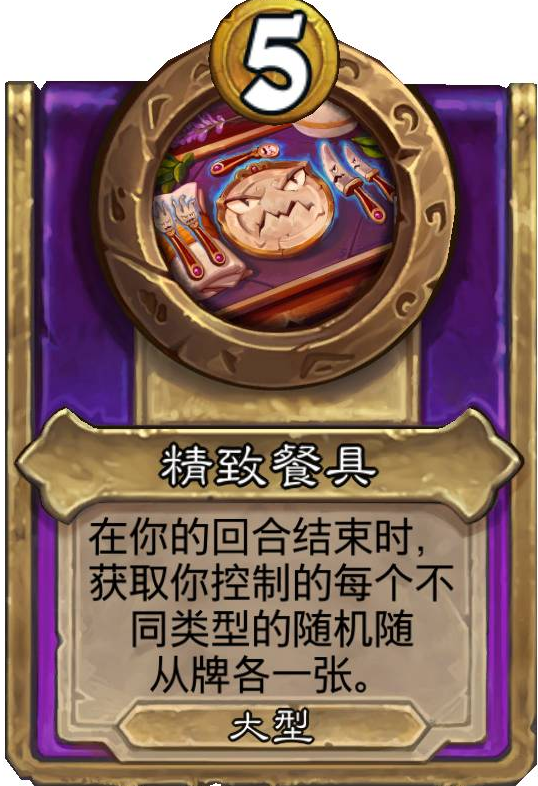 5
精致餐具
在你的回合结束时，
获取你控制的每个不
同类型的随机随
从牌各一张。
大型